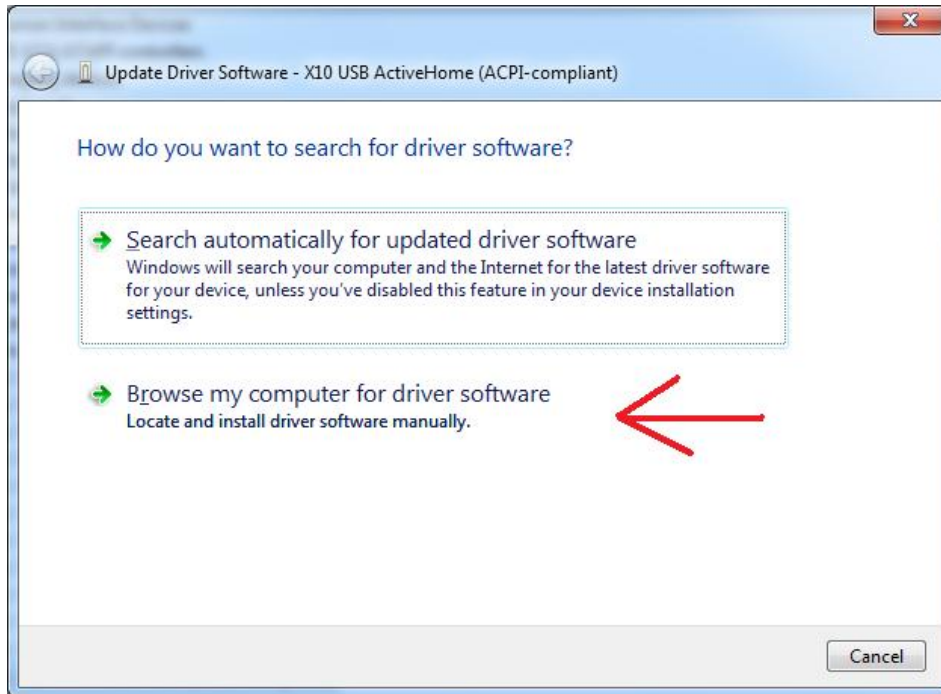 Update Driver Software - X10 USB ActiveHome (ACPI-compliant)
How do you want to search for driver software?
Search automatically for updated driver software
Windows will search your computer and the Internet for the latest driver software
for your device, unless you've disabled this feature in your device installation
settings.
Browse my computer for driver software
Locate and install driver software manually.
Cancel